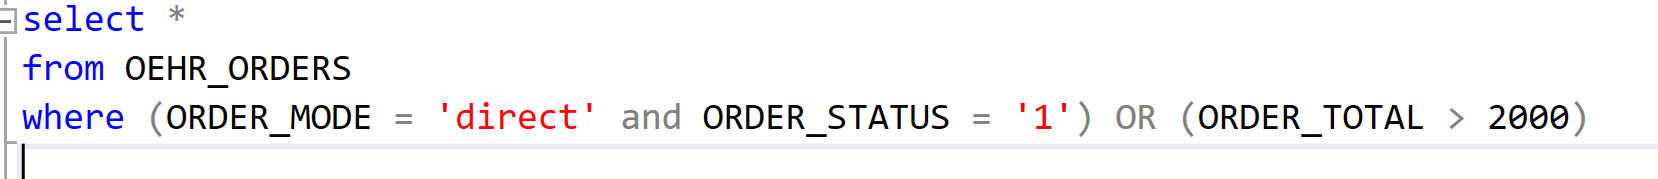 select *
from OEHR_ORDERS
where (ORDER_MODE = 'direct' and ORDER_STATUS = '1') OR (ORDER_TOTAL > 2000)